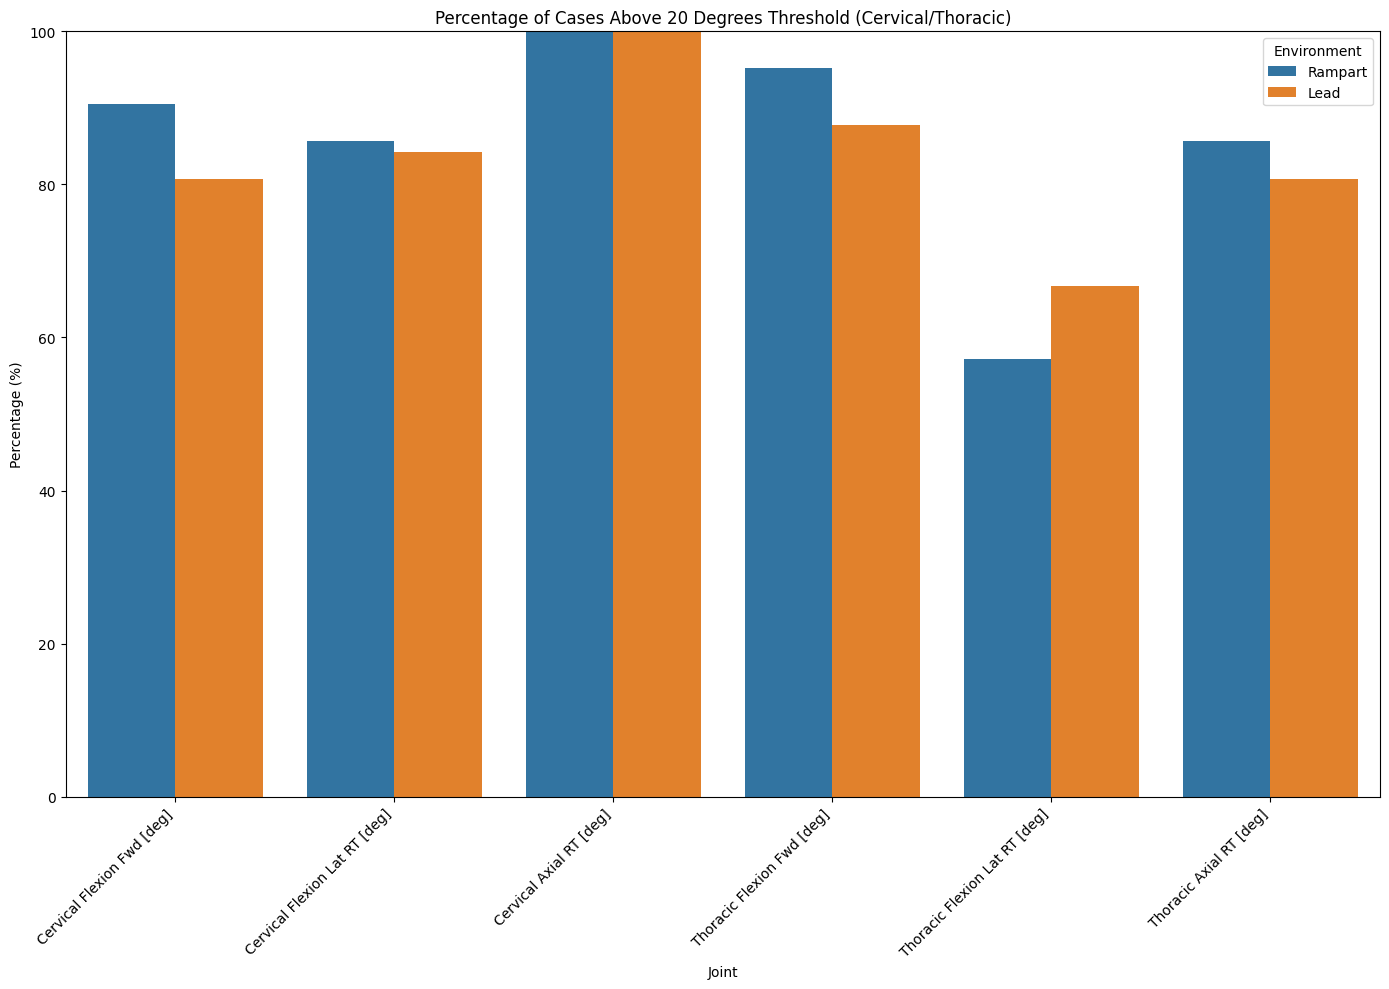 Percentage of Cases Above 20 Degrees Threshold (Cervical/Thoracic)
Environment
Rampart
Lead
Percentage (%)
100
80
60
40
20
0
Cervical Flexion Fwd [deg]
Cervical Flexion Lat RT [deg]
Cervical Axial RT [deg]
Thoracic Flexion Fwd [deg]
Thoracic Flexion Lat RT [deg]
Thoracic Axial RT [deg]
Joint